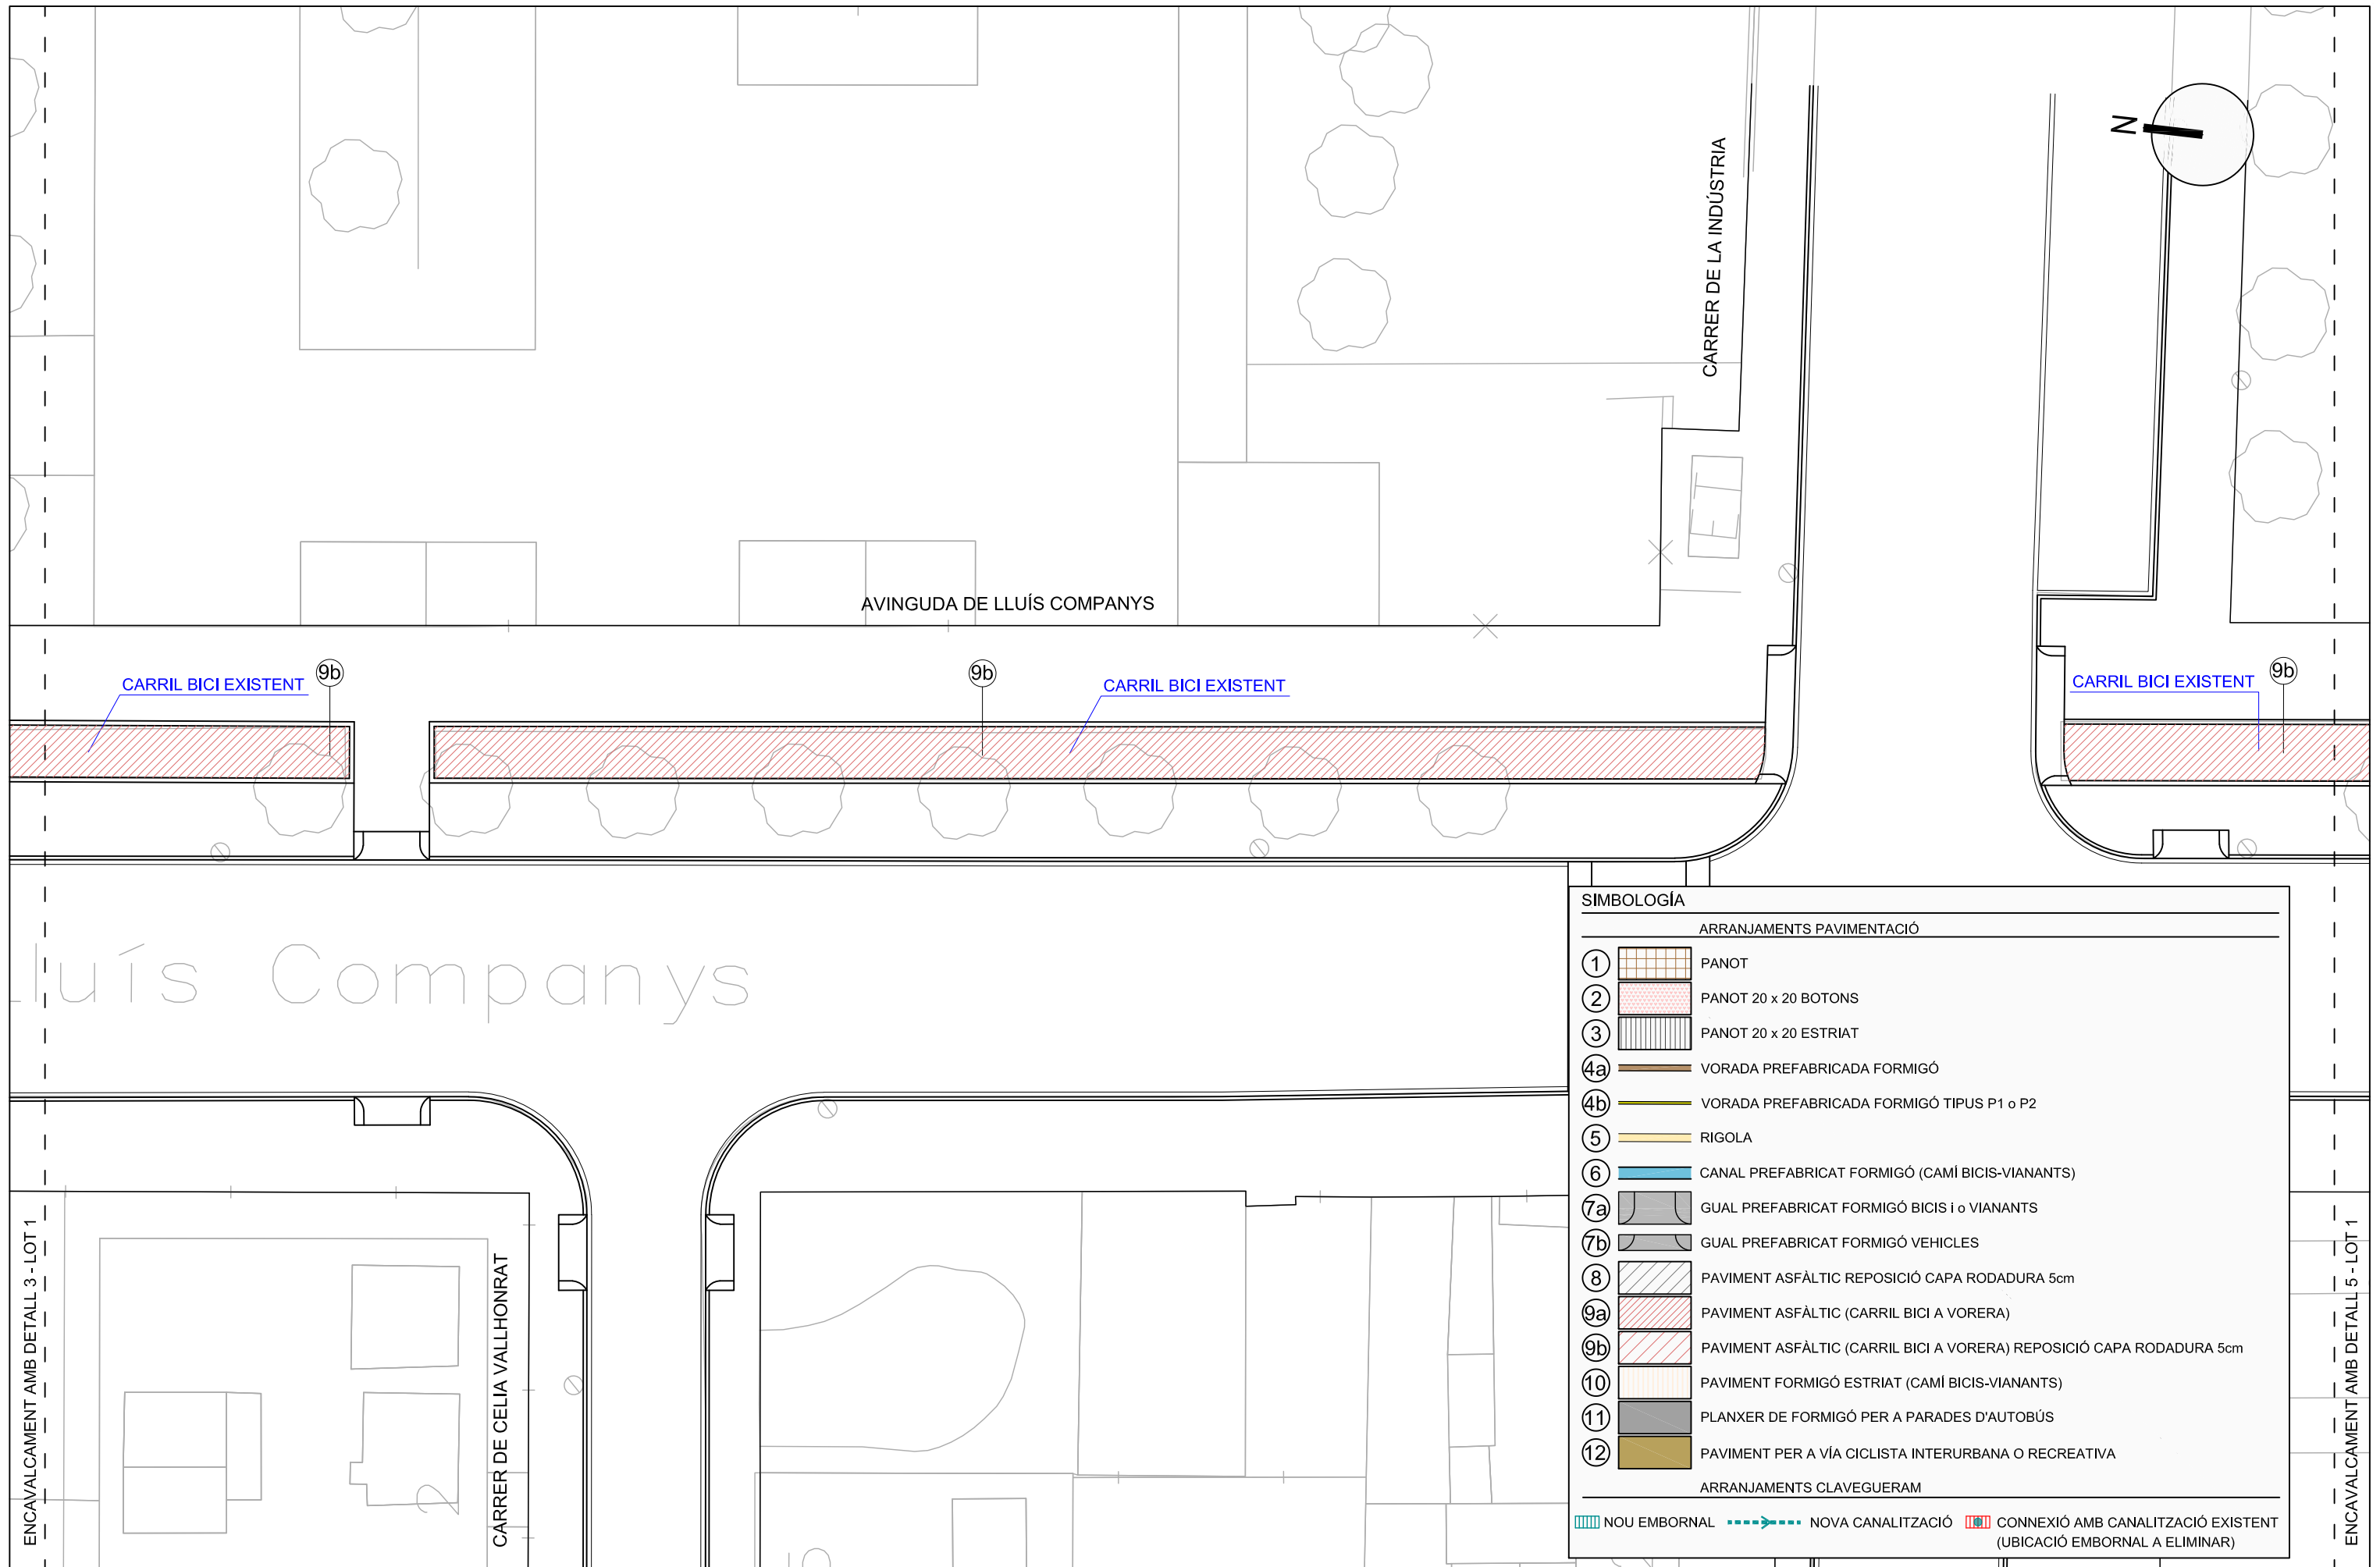 N
CARRER DE LA INDÚSTRIA
AVINGUDA DE LLUÍS COMPANYS
CARRIL BICI EXISTENT
9b
9b
CARRIL BICI EXISTENT
CARRIL BICI EXISTENT
9b
Lluís Companys
ENCAVALCAMENT AMB DETALL 3 - LOT 1
CARRER DE CELIA VALLHONRAT
2
ENCAVALCAMENT AMB DETALL 5 - LOT 1
SIMBOLOGÍA
ARRANJAMENTS PAVIMENTACIÓ
1 PANOT
2 PANOT 20 x 20 BOTONS
3 PANOT 20 x 20 ESTRIAT
4a VORADA PREFABRICADA FORMIGÓ
4b VORADA PREFABRICADA FORMIGÓ TIPUS P1 o P2
5 RIGOLA
6 CANAL PREFABRICAT FORMIGÓ (CAMÍ BICIS-VIANANTS)
7a GUAL PREFABRICAT FORMIGÓ BICIS i o VIANANTS
7b GUAL PREFABRICAT FORMIGÓ VEHICLES
8 PAVIMENT ASFÀLTIC REPOSICIÓ CAPA RODADURA 5cm
9a PAVIMENT ASFÀLTIC (CARRIL BICI A VORERA)
9b PAVIMENT ASFÀLTIC (CARRIL BICI A VORERA) REPOSICIÓ CAPA RODADURA 5cm
10 PAVIMENT FORMIGÓ ESTRIAT (CAMÍ BICIS-VIANANTS)
11 PLANXER DE FORMIGÓ PER A PARADES D'AUTOBÚS
12 PAVIMENT PER A VÍA CICLISTA INTERURBANA O RECREATIVA
ARRANJAMENTS CLAVEGUERAM
NOU EMBORNAL NOVA CANALITZACIÓ CONNEXIÓ AMB CANALITZACIÓ EXISTENT
(UBICACIÓ EMBORNAL A ELIMINAR)